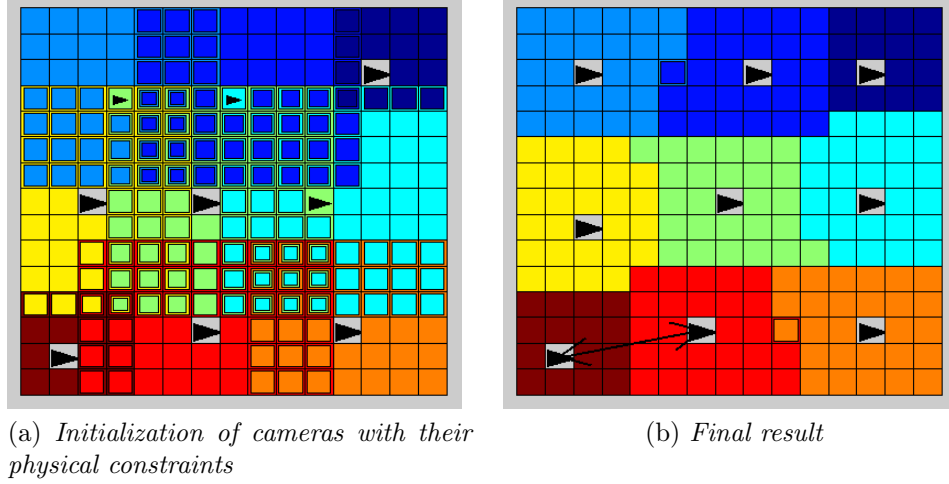 (a) Initialization of cameras with their
physical constraints
(b) Final result